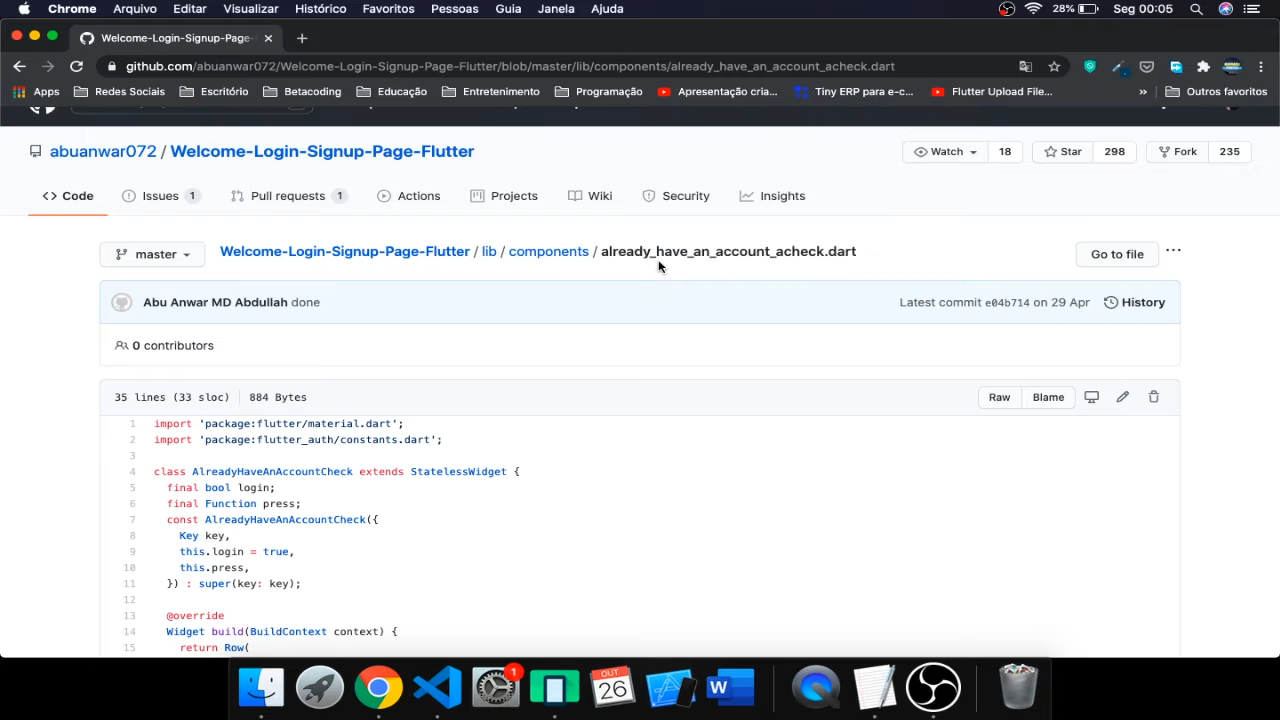 Chrome Arquivo Editar Visualizar Histórico Favoritos Pessoas Guia Janela Ajuda 28% Seg 00:05
Welcome-Login-Signup-Page-
github.com/abuanwar072/Welcome-Login-Signup-Page-Flutter/blob/master/lib/components/already_have_an_account_acheck.dart
Apps Redes Sociais Escritório Betacoding Educação Entretenimento Programação Apresentação cria... Tiny ERP para e-c... Flutter Upload File... » Outros favoritos
abuanwar072 / Welcome-Login-Signup-Page-Flutter Watch 18 Star 298 Fork 235
Code Issues 1 Pull requests 1 Actions Projects Wiki Security Insights
master Welcome-Login-Signup-Page-Flutter / lib / components / already_have_an_account_acheck.dart Go to file ...
Abu Anwar MD Abdullah done Latest commit e04b714 on 29 Apr History
0 contributors
35 lines (33 sloc) 884 Bytes Raw Blame
1 import 'package:flutter/material.dart';
2 import 'package:flutter_auth/constants.dart';
3
4 class AlreadyHaveAnAccountCheck extends StatelessWidget {
5 final bool login;
6 final Function press;
7 const AlreadyHaveAnAccountCheck({
8 Key key,
9 this.login = true,
10 this.press,
11 }) : super(key: key);
12
13 @override
14 Widget build(BuildContext context) {
15 return Row(
1
OUT
26
W